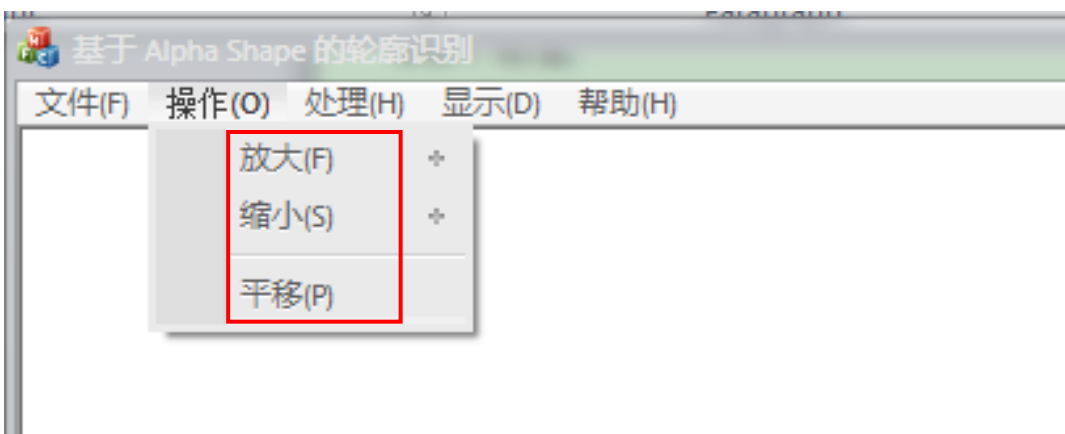 基于 Alpha Shape 的轮廓识别
文件(F) 操作(O) 处理(H) 显示(D) 帮助(H)
放大(F) +
缩小(S) +
平移(P)